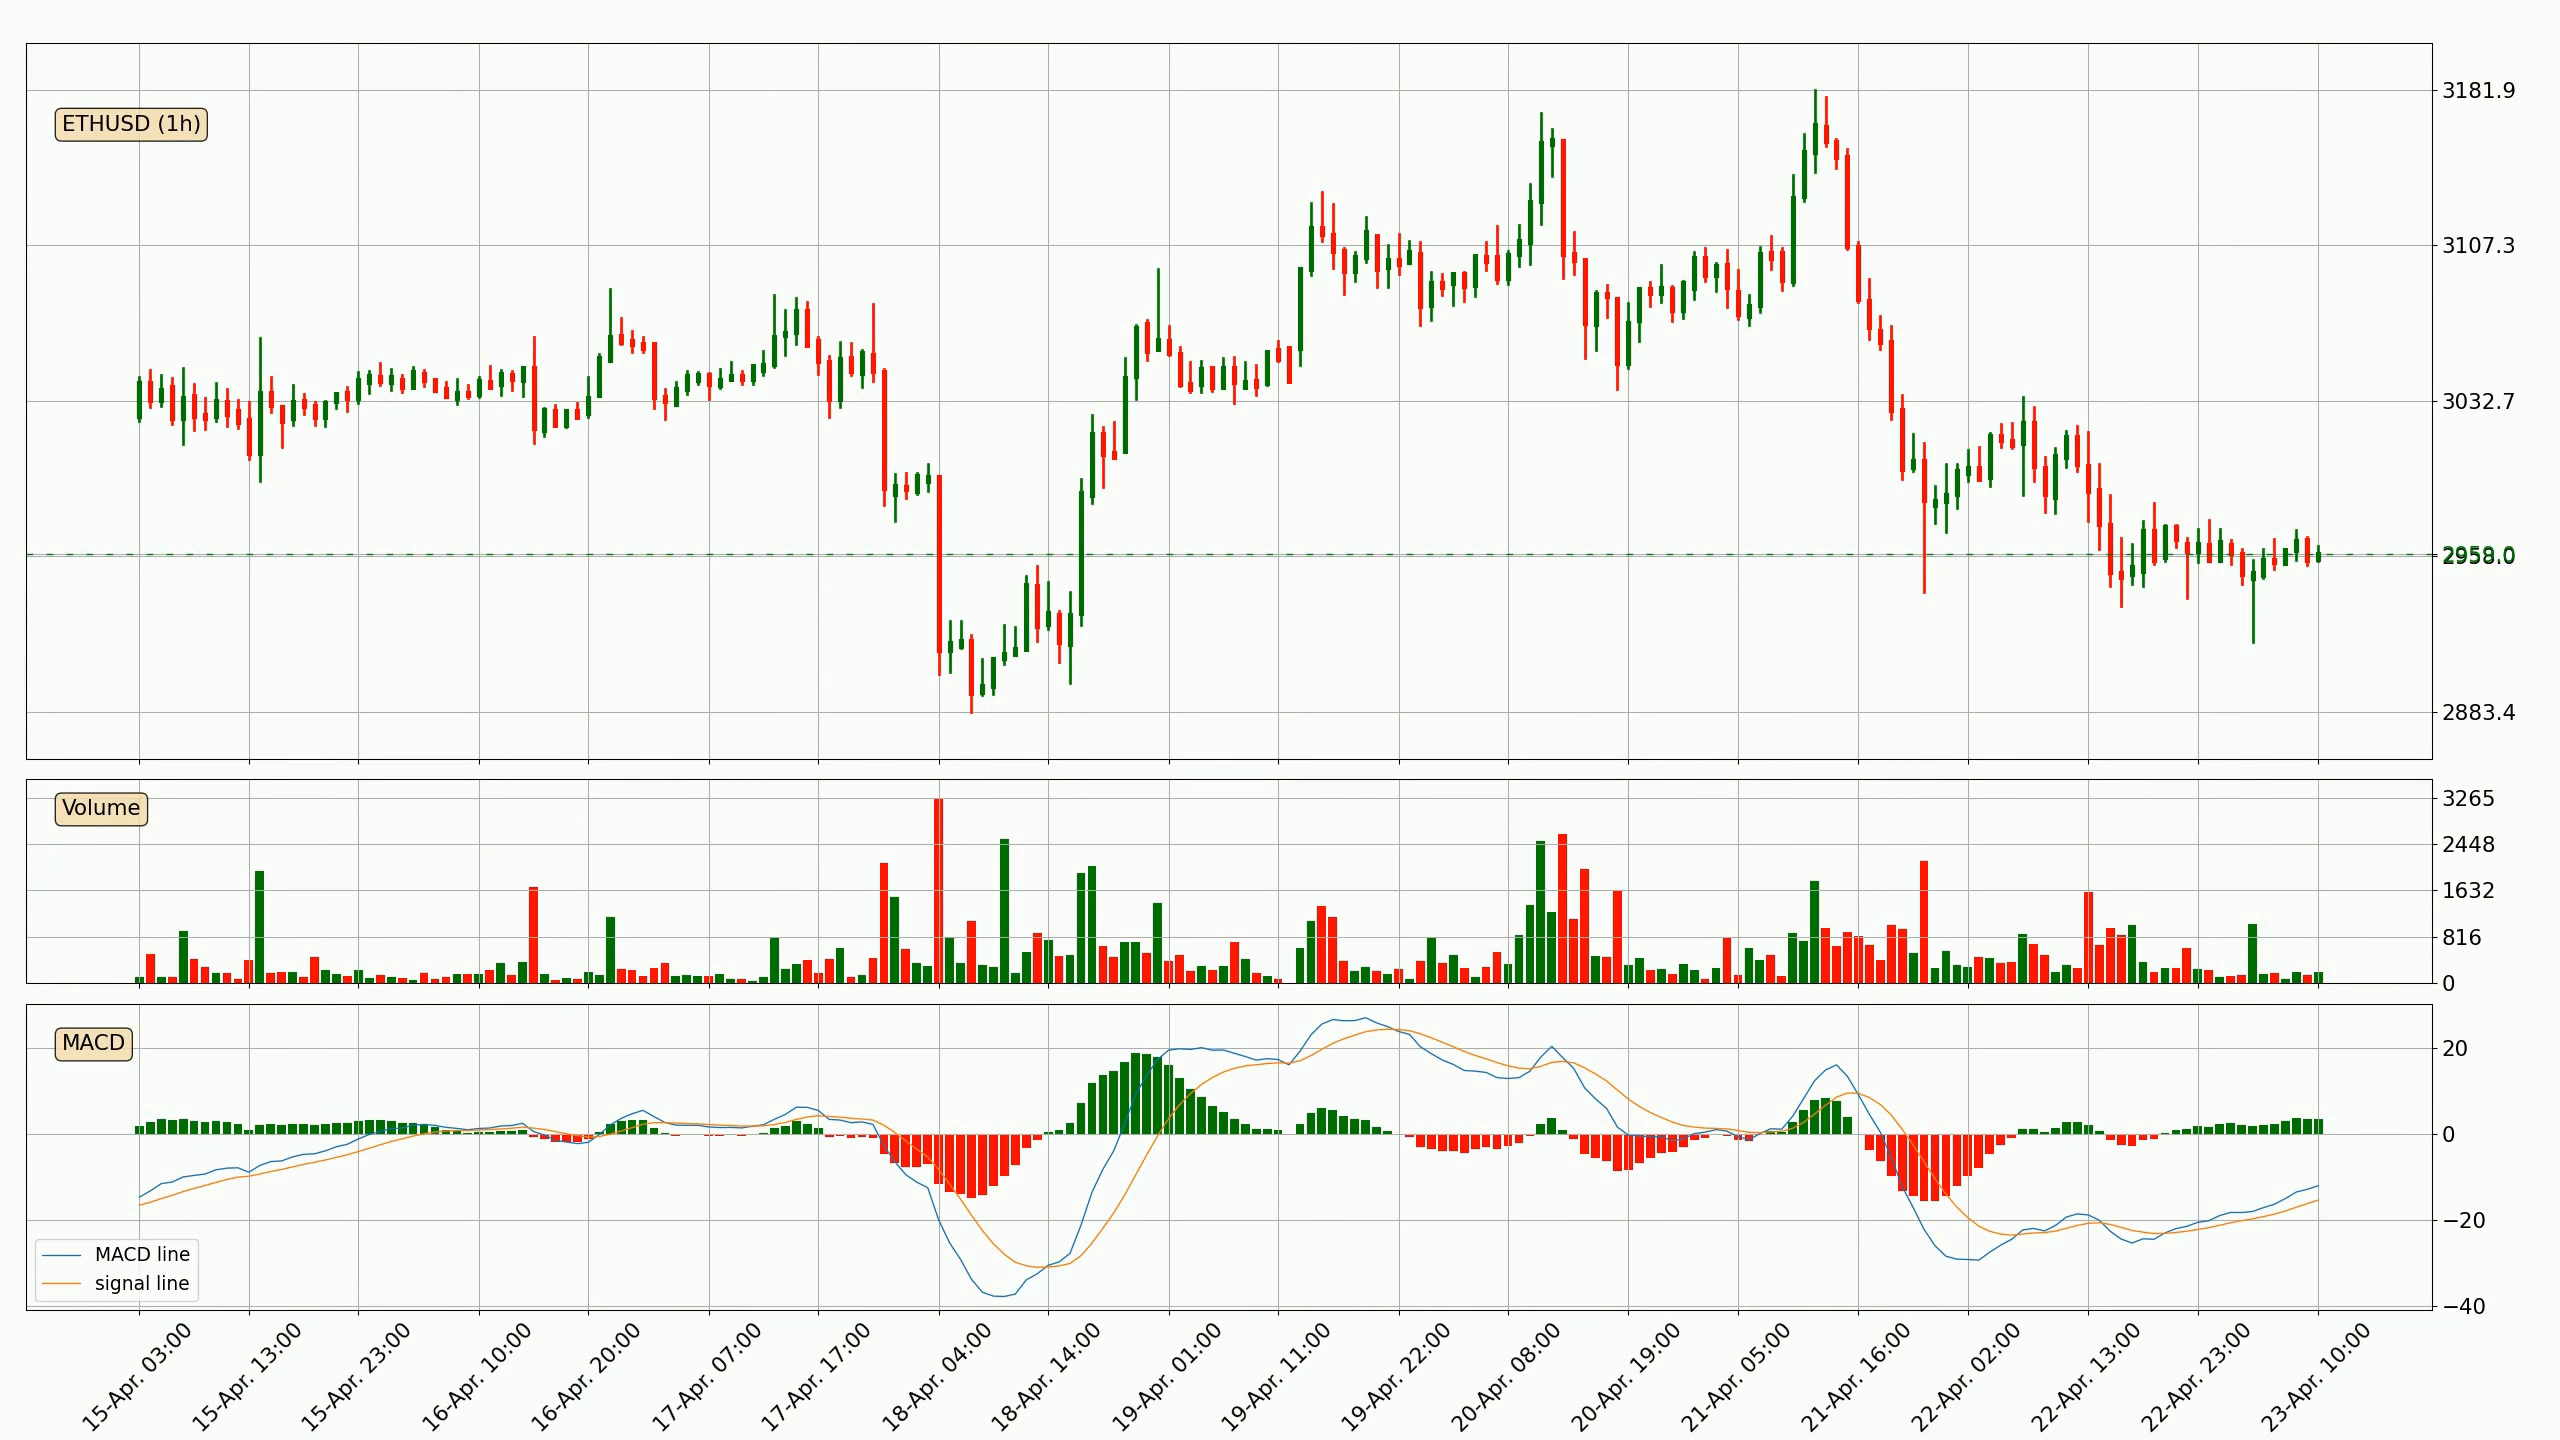 ETHUSD (1h)
3181.9
3107.3
3032.7
2958.0
2883.4
Volume
3265
2448
1632
816
0
MACD
20
0
−20
−40
MACD line
signal line
15-Apr. 03:00
15-Apr. 13:00
15-Apr. 23:00
16-Apr. 10:00
16-Apr. 20:00
17-Apr. 07:00
17-Apr. 17:00
18-Apr. 04:00
18-Apr. 14:00
19-Apr. 01:00
19-Apr. 11:00
19-Apr. 22:00
20-Apr. 08:00
20-Apr. 19:00
21-Apr. 05:00
21-Apr. 16:00
22-Apr. 02:00
22-Apr. 13:00
22-Apr. 23:00
23-Apr. 10:00